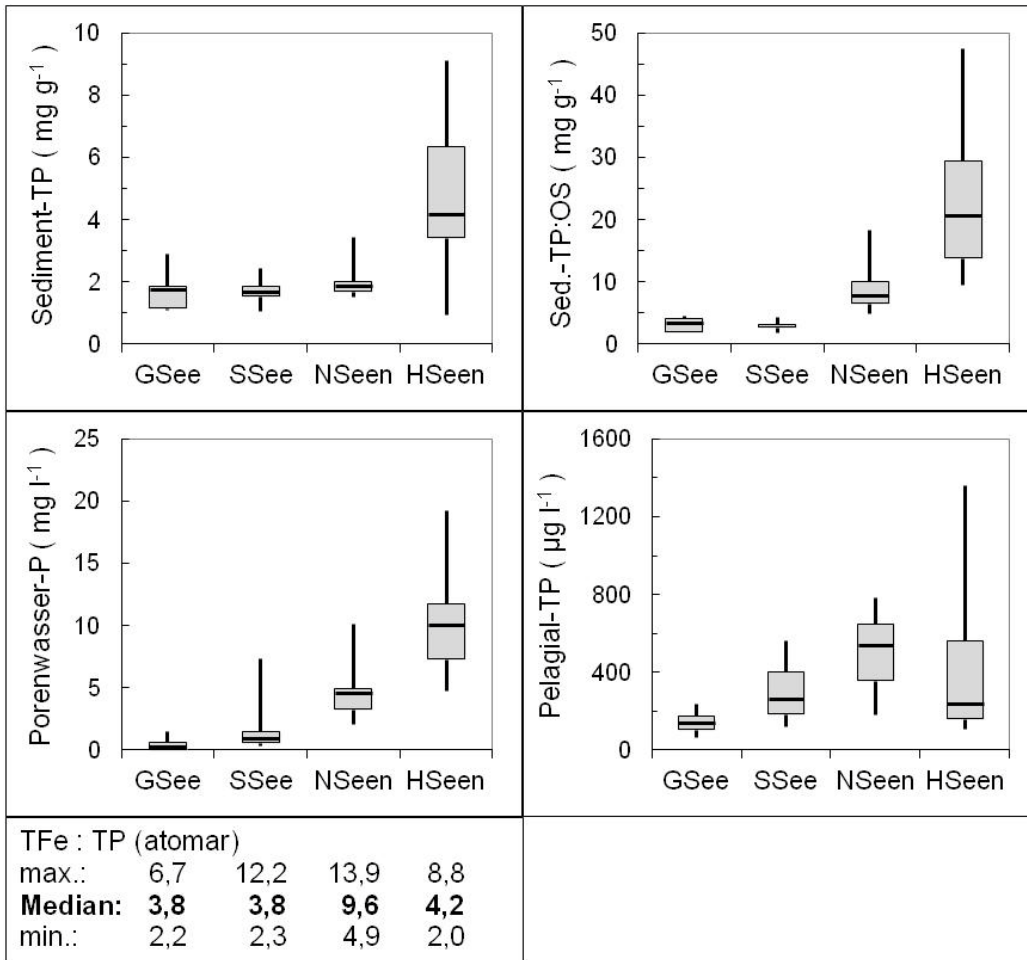 Sediment-TP ( mg g-1 )
10
8
6
4
2
0
GSee SSee NSeen HSeen
Sed.-TP:OS ( mg g-1 )
50
40
30
20
10
0
GSee SSee NSeen HSeen
Porenwasser-P ( mg l-1 )
25
20
15
10
5
0
GSee SSee NSeen HSeen
Pelagial-TP ( µg l-1 )
1600
1200
800
400
0
GSee SSee NSeen HSeen
TFe : TP (atomar)
max.: 6,7 12,2 13,9 8,8
Median: 3,8 3,8 9,6 4,2
min.: 2,2 2,3 4,9 2,0